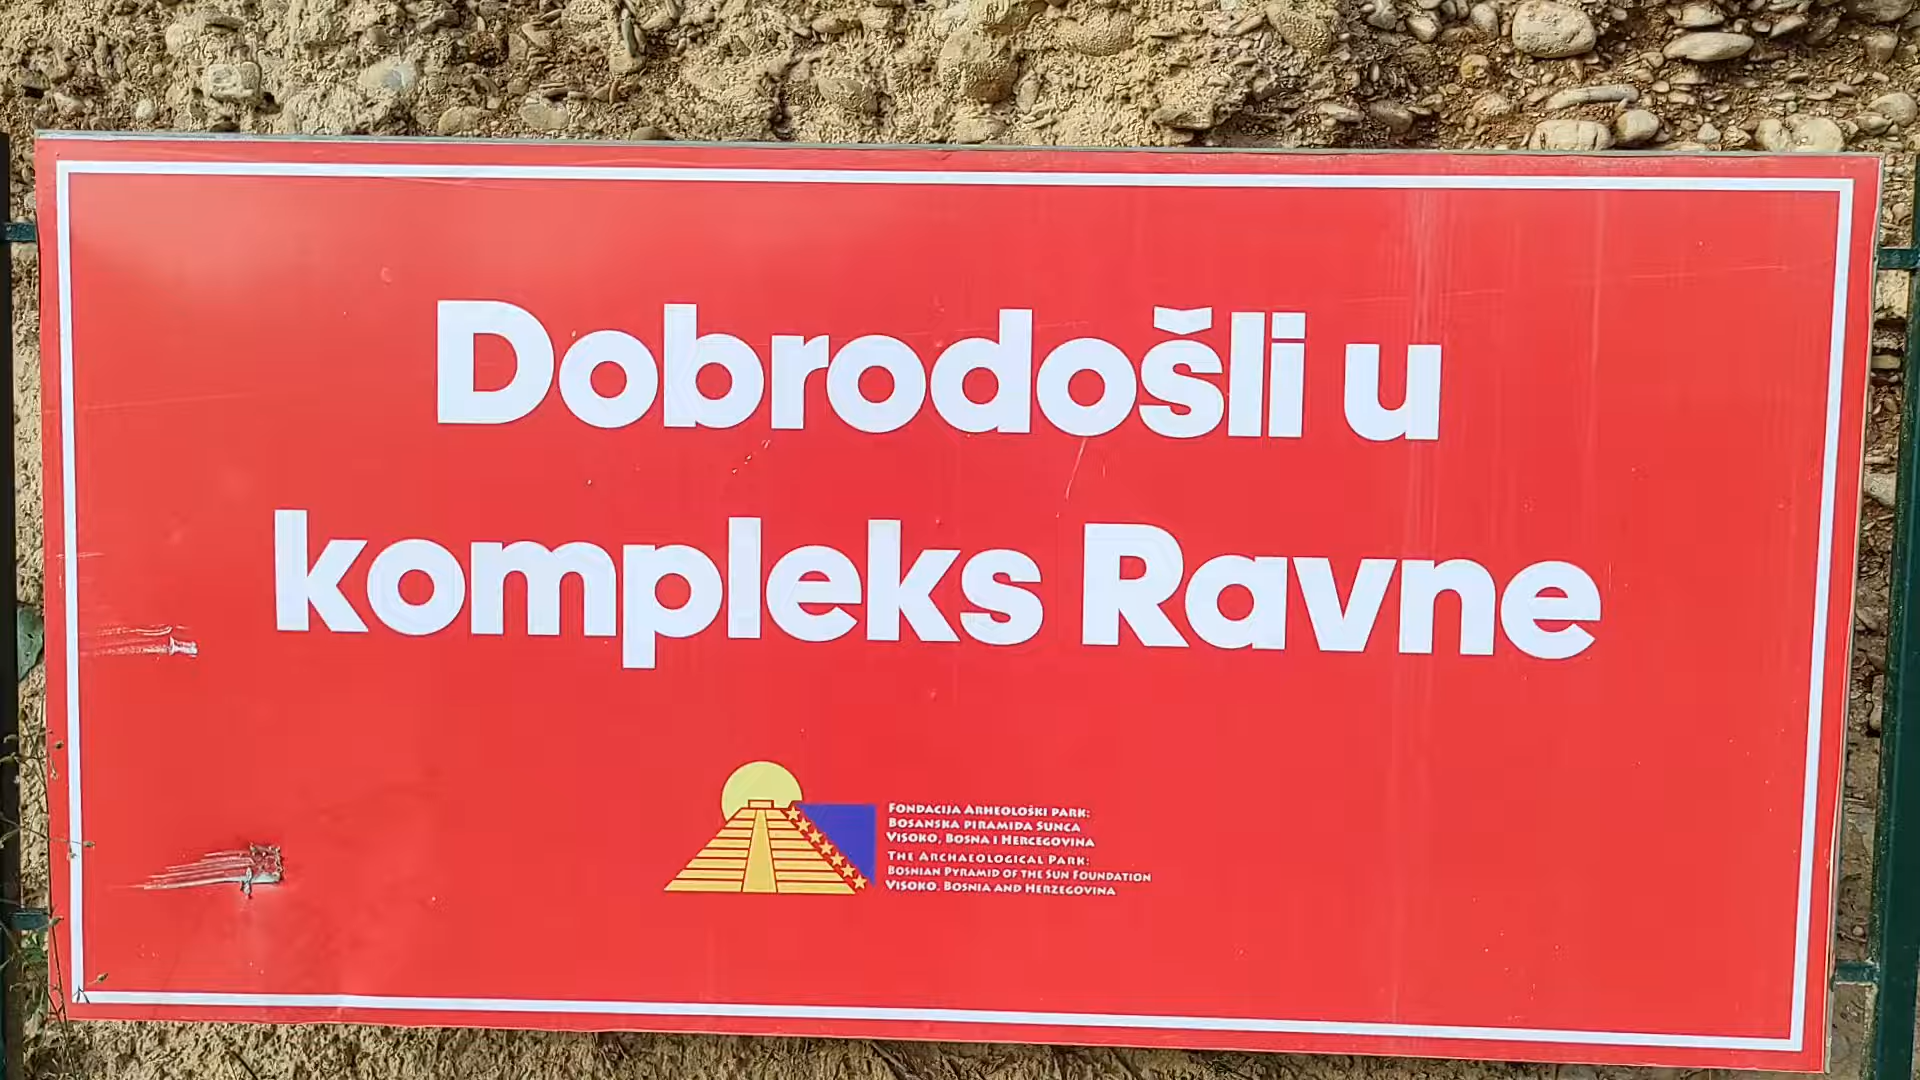 Dobrodošli u
kompleks Ravne
FONDACIJA ARHEOLOŠKI PARK:
BOSANSKA PIRAMIDA SUNCA
VISOKO, BOSNA I HERCEGOVINA
THE ARCHAEOLOGICAL PARK:
BOSNIAN PYRAMID OF THE SUN FOUNDATION
VISOKO, BOSNIA AND HERZEGOVINA